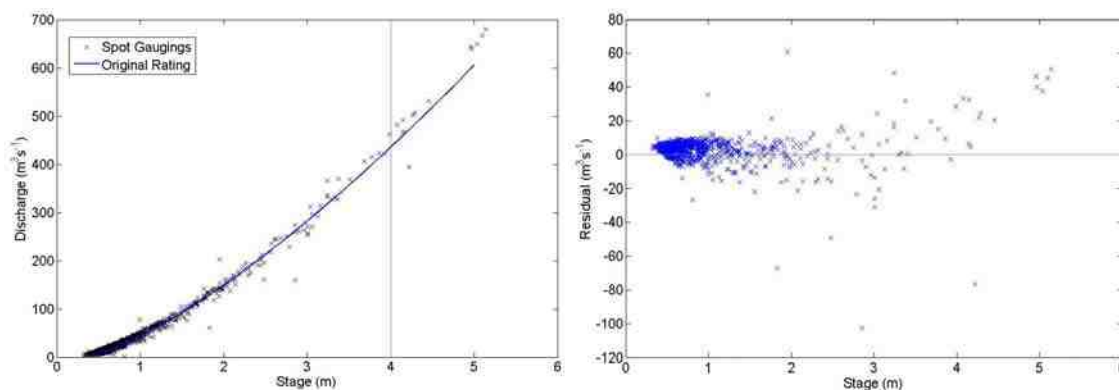 700
600
500
400
300
200
100
0
0 1 2 3 4 5 6
Discharge (m³s⁻¹)
Stage (m)
Spot Gaugings
Original Rating
80
60
40
20
0
-20
-40
-60
-80
-100
-120
0 1 2 3 4 5
Residual (m³s⁻¹)
Stage (m)